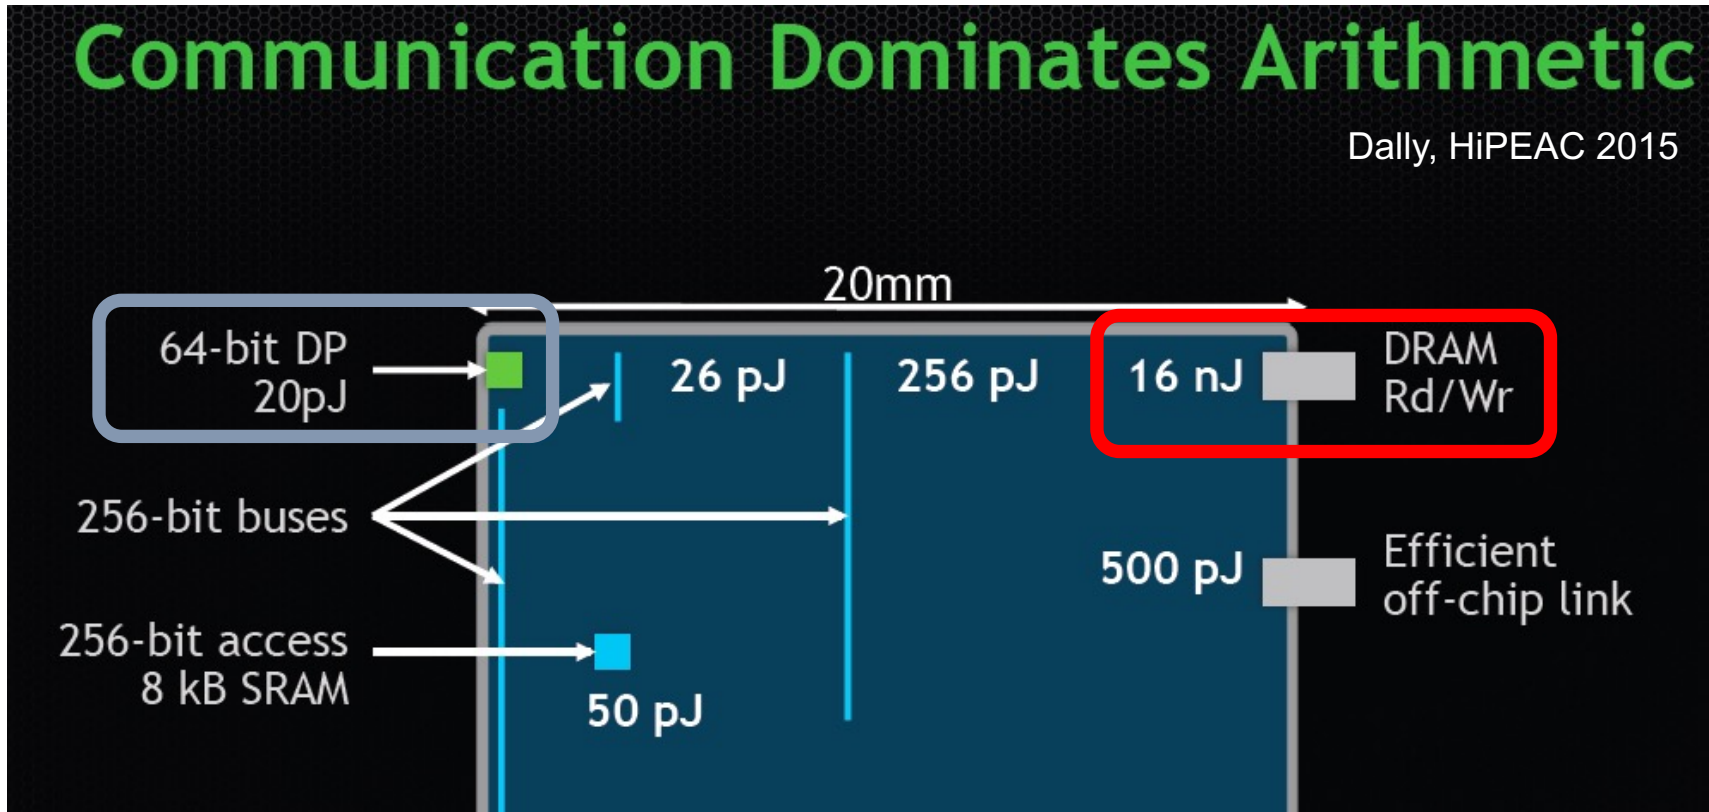 Communication Dominates Arithmetic
Dally, HiPEAC 2015
20mm
64-bit DP
20pJ
26 pJ
256 pJ
16 nJ
DRAM
Rd/Wr
256-bit buses
500 pJ
Efficient
off-chip link
256-bit access
8 kB SRAM
50 pJ